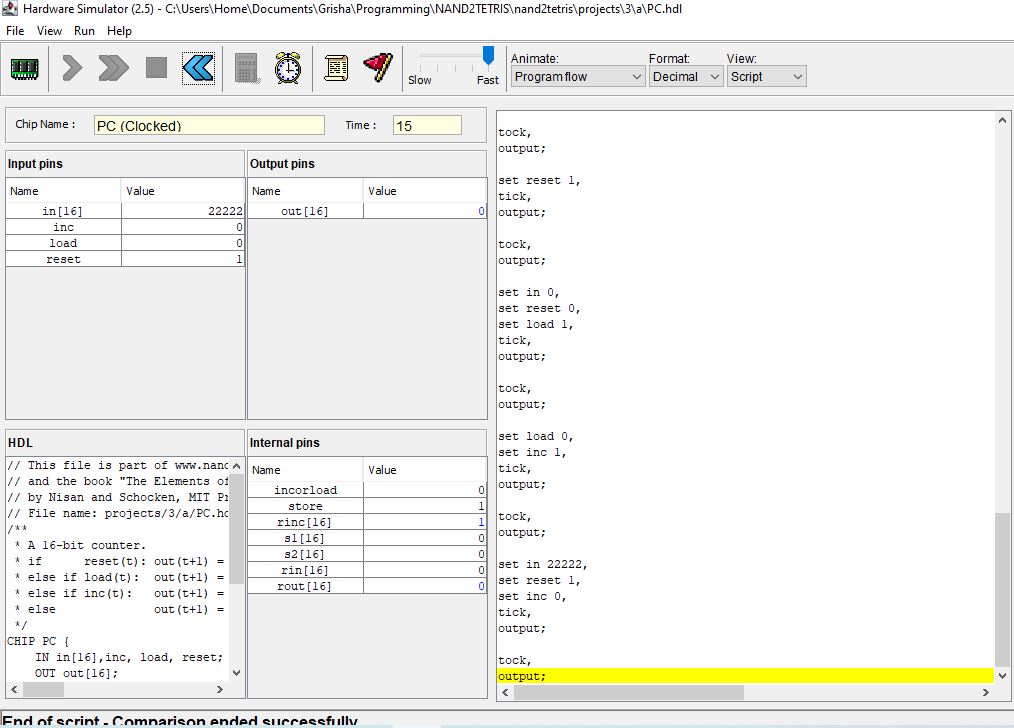 Hardware Simulator (2.5) - C:\Users\Home\Documents\Grisha\Programming\NAND2TETRIS\nand2tetris\projects\3\a\PC.hdl
File View Run Help
Slow Fast
Animate:
Program flow
Format:
Decimal
View:
Script
Chip Name : PC (Clocked) Time : 15
Input pins
Name Value
in[16] 22222
inc 0
load 0
reset 1
Output pins
Name Value
out[16] 0
HDL
// This file is part of www.nand
// and the book "The Elements of
// by Nisan and Schocken, MIT Pr
// File name: projects/3/a/PC.hd
/**
* A 16-bit counter.
* if reset(t): out(t+1) =
* else if load(t): out(t+1) =
* else if inc(t): out(t+1) =
* else out(t+1) =
*/
CHIP PC {
IN in[16],inc, load, reset;
OUT out[16];
Internal pins
Name Value
incorload 0
store 1
rinc[16] 1
s1[16] 0
s2[16] 0
rin[16] 0
rout[16] 0
tock,
output;
set reset 1,
tick,
output;
tock,
output;
set in 0,
set reset 0,
set load 1,
tick,
output;
tock,
output;
set load 0,
set inc 1,
tick,
output;
tock,
output;
set in 22222,
set reset 1,
set inc 0,
tick,
output;
tock,
output;
End of script - Comparison ended successfully